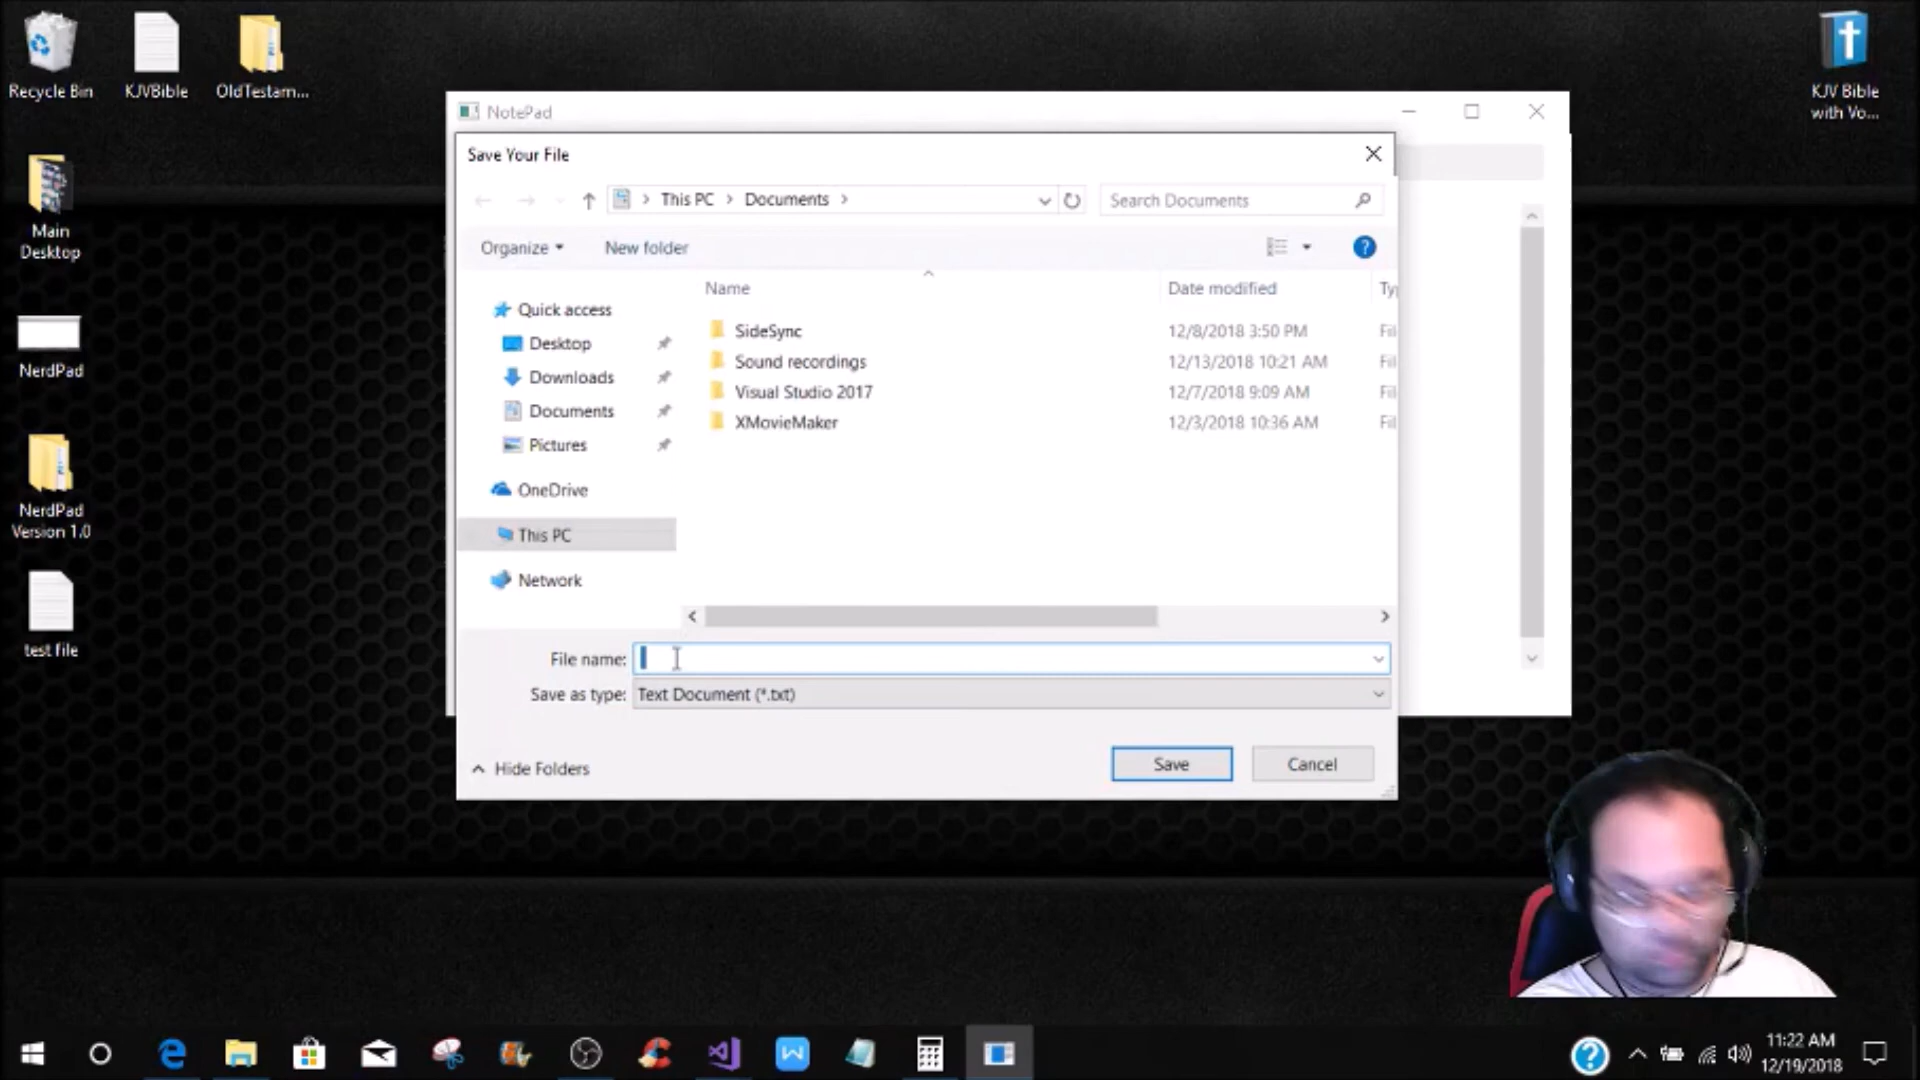 Recycle Bin
KJVBible
OldTestam...
KJV Bible
with Vo...
Main
Desktop
NerdPad
NerdPad
Version 1.0
test file
NotePad
Save Your File
This PC
Documents
Search Documents
Organize
New folder
Name
Date modified
Ty
Quick access
Desktop
Downloads
Documents
Pictures
OneDrive
This PC
Network
SideSync
12/8/2018 3:50 PM
Fil
Sound recordings
12/13/2018 10:21 AM
Fil
Visual Studio 2017
12/7/2018 9:09 AM
Fil
XMovieMaker
12/3/2018 10:36 AM
Fil
File name:
Save as type:
Text Document (*.txt)
Hide Folders
Save
Cancel
11:22 AM
12/19/2018